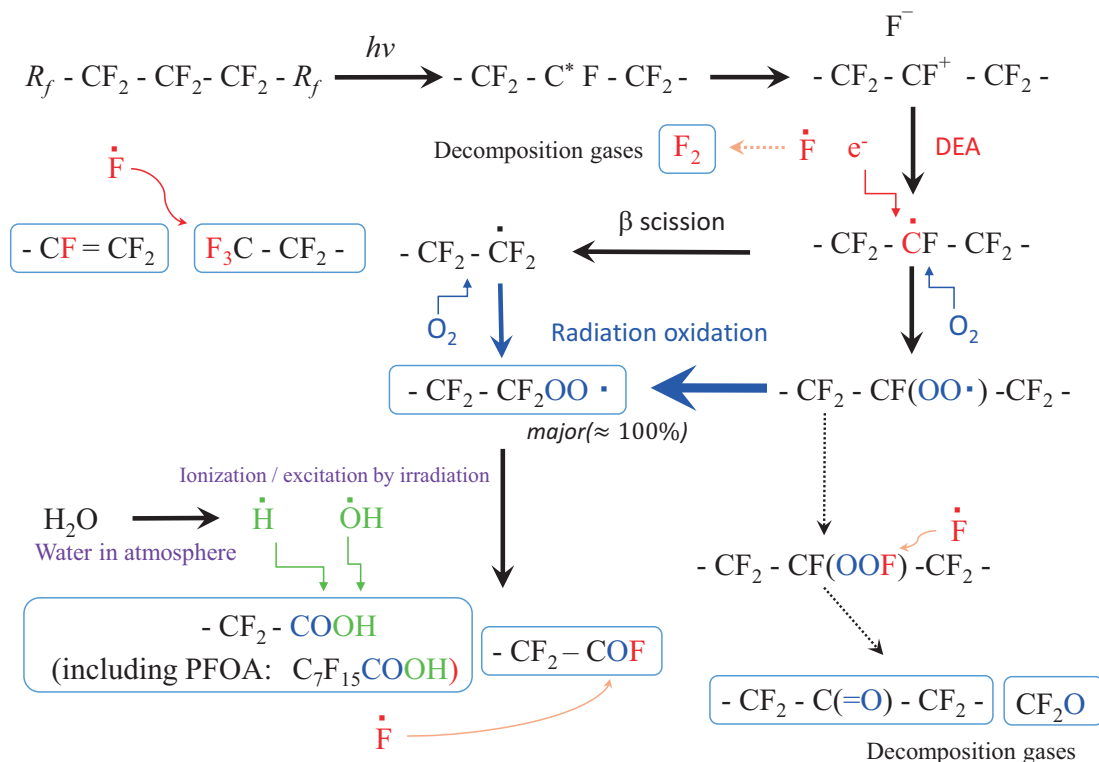 F⁻
R_f - CF₂ - CF₂ - CF₂ - R_f
hν
- CF₂ - C* F - CF₂ -
- CF₂ - CF⁺ - CF₂ -
Decomposition gases
F₂
Ḟ
e⁻
DEA
Ḟ
- CF = CF₂
F₃C - CF₂ -
β scission
- CF₂ - ĊF₂
- CF₂ - ĊF - CF₂ -
O₂
Radiation oxidation
O₂
- CF₂ - CF₂OO ·
- CF₂ - CF(OO ·) -CF₂ -
major(≈ 100%)
Ionization / excitation by irradiation
H₂O
Ḣ
ȮH
Water in atmosphere
Ḟ
- CF₂ - CF(OOF) -CF₂ -
- CF₂ - COOH
(including PFOA: C₇F₁₅COOH)
- CF₂ – COF
- CF₂ - C(=O) - CF₂ -
CF₂O
Ḟ
Decomposition gases